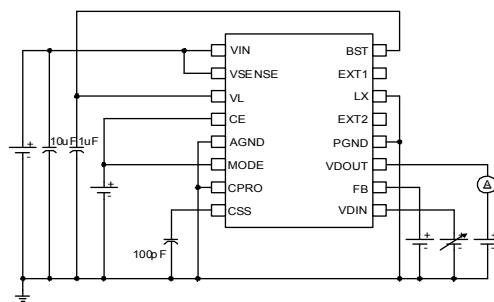 VIN BST
VSENSE EXT1
VL LX
CE EXT2
AGND PGND
MODE VDOUT
CPRO FB
CSS VDIN
10uF 1uF
100pF
A
+ -
+ -
+ -
+ -
+ -